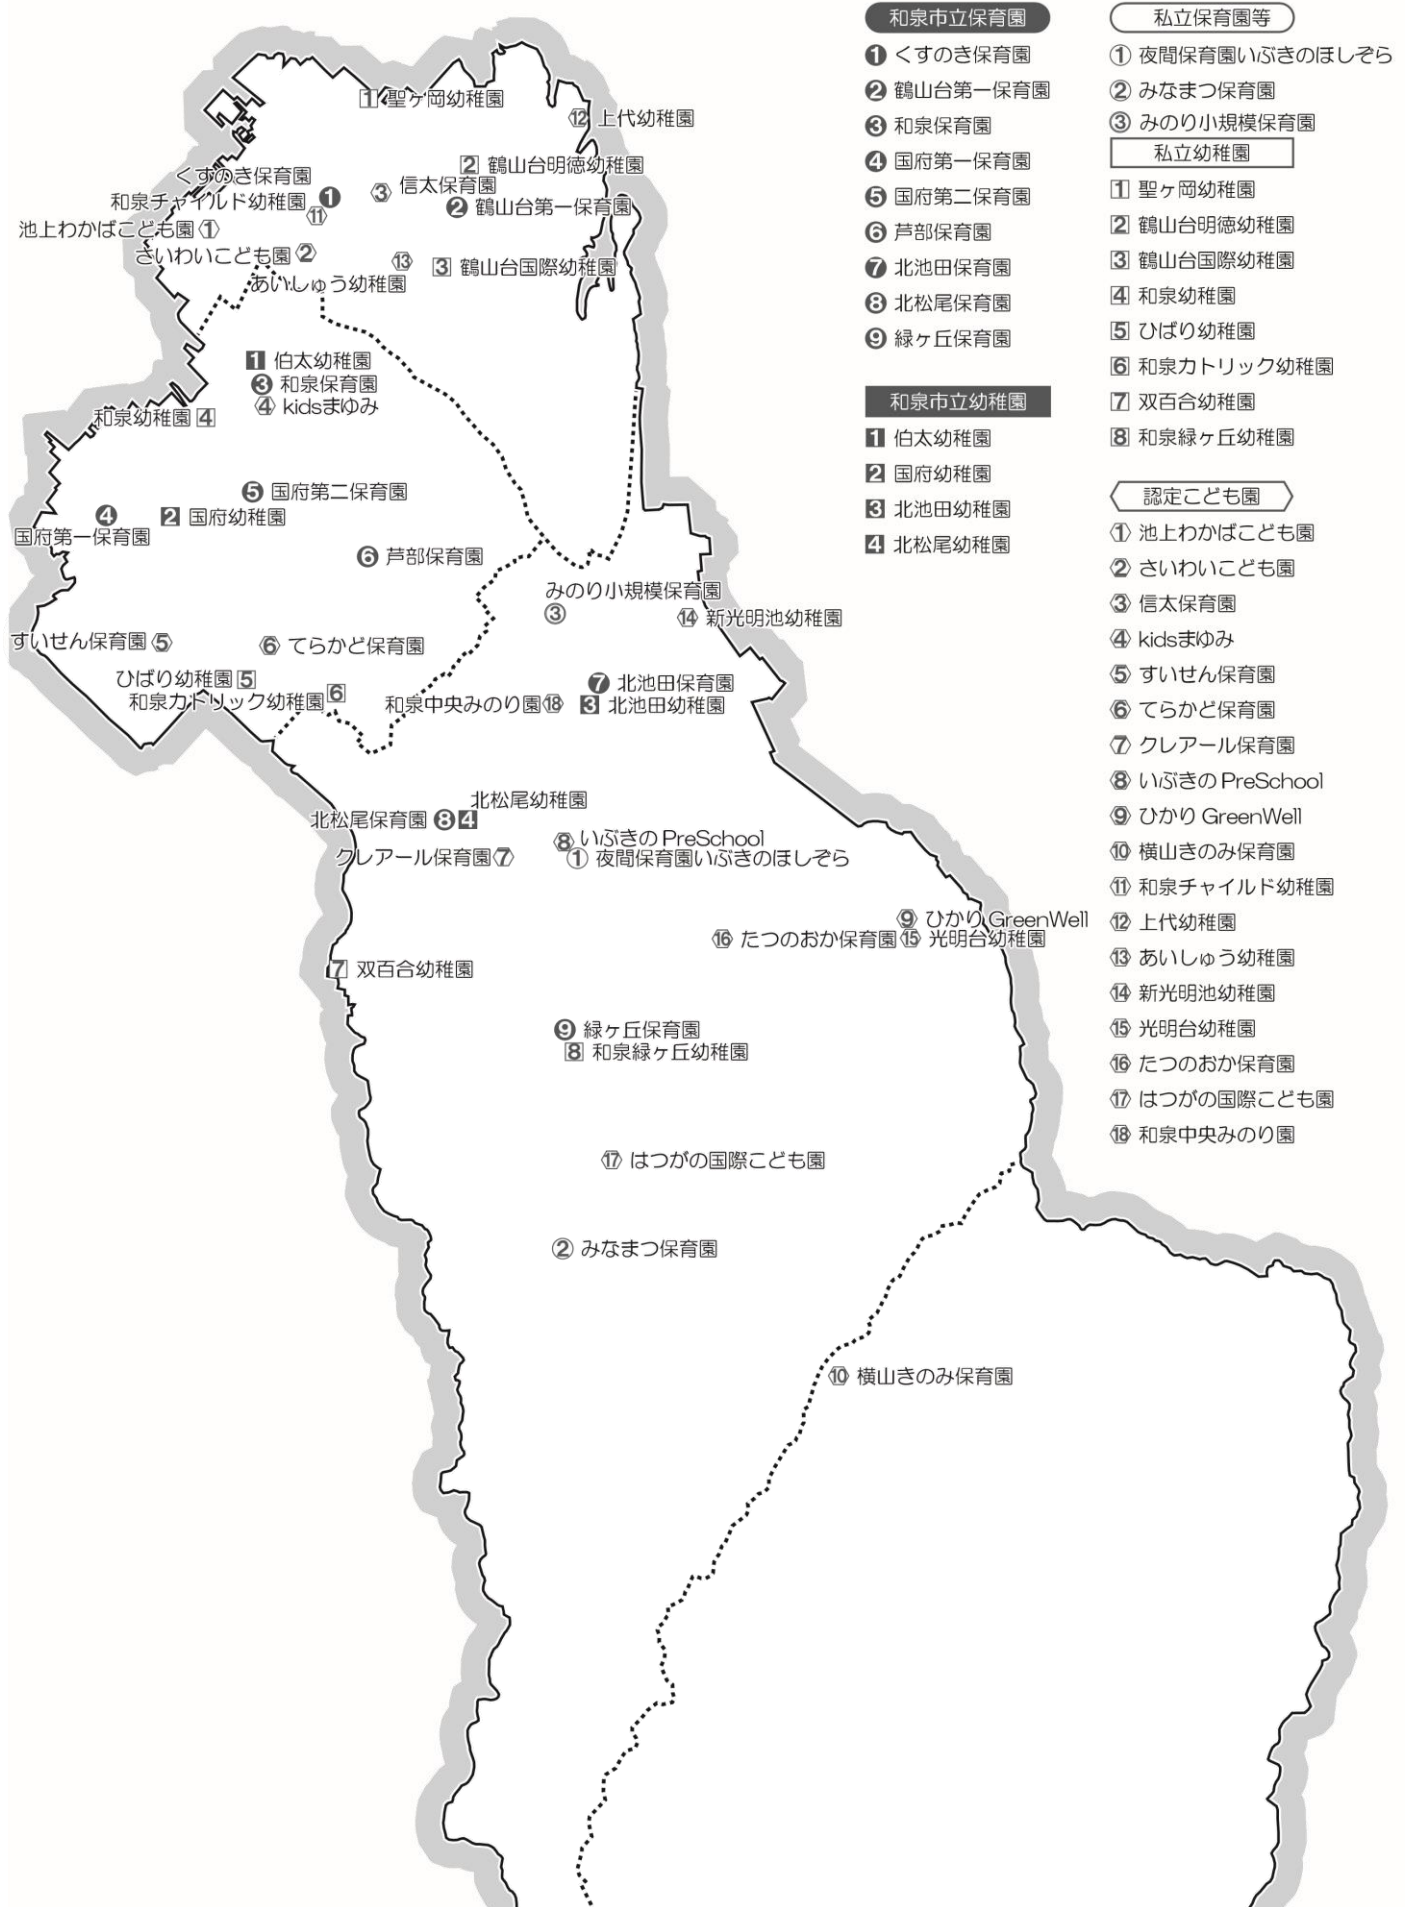 和泉市立保育園
❶ くすのき保育園
❷ 鶴山台第一保育園
❸ 和泉保育園
❹ 国府第一保育園
❺ 国府第二保育園
❻ 芦部保育園
❼ 北池田保育園
❽ 北松尾保育園
❾ 緑ヶ丘保育園
和泉市立幼稚園
1 伯太幼稚園
2 国府幼稚園
3 北池田幼稚園
4 北松尾幼稚園
私立保育園等
① 夜間保育園いぶきのほしぞら
② みなまつ保育園
③ みのり小規模保育園
私立幼稚園
1 聖ヶ岡幼稚園
2 鶴山台明徳幼稚園
3 鶴山台国際幼稚園
4 和泉幼稚園
5 ひばり幼稚園
6 和泉カトリック幼稚園
7 双百合幼稚園
8 和泉緑ヶ丘幼稚園
認定こども園
1 池上わかばこども園
2 さいわいこども園
3 信太保育園
4 kidsまゆみ
5 すいせん保育園
6 てらかど保育園
7 クレアール保育園
8 いぶきの PreSchool
9 ひかり GreenWell
10 横山きのみ保育園
11 和泉チャイルド幼稚園
12 上代幼稚園
13 あいしゅう幼稚園
14 新光明池幼稚園
15 光明台幼稚園
16 たつのおか保育園
17 はつがの国際こども園
18 和泉中央みのり園
1 聖ヶ岡幼稚園
12 上代幼稚園
2 鶴山台明徳幼稚園
くすのき保育園
❶
3 信太保育園
和泉チャイルド幼稚園
11
❷ 鶴山台第一保育園
池上わかばこども園 1
さいわいこども園 2
13
あいしゅう幼稚園
3 鶴山台国際幼稚園
1 伯太幼稚園
❸ 和泉保育園
4 kidsまゆみ
和泉幼稚園 4
❺ 国府第二保育園
❹
国府第一保育園
2 国府幼稚園
❻ 芦部保育園
みのり小規模保育園
③
14 新光明池幼稚園
すいせん保育園 5
6 てらかど保育園
ひばり幼稚園 5
和泉カトリック幼稚園 6
❼ 北池田保育園
和泉中央みのり園 18
3 北池田幼稚園
北松尾幼稚園
北松尾保育園 ❽ 4
8 いぶきの PreSchool
クレアール保育園 7
① 夜間保育園いぶきのほしぞら
9 ひかり GreenWell
16 たつのおか保育園
15 光明台幼稚園
7 双百合幼稚園
❾ 緑ヶ丘保育園
8 和泉緑ヶ丘幼稚園
17 はつがの国際こども園
② みなまつ保育園
10 横山きのみ保育園